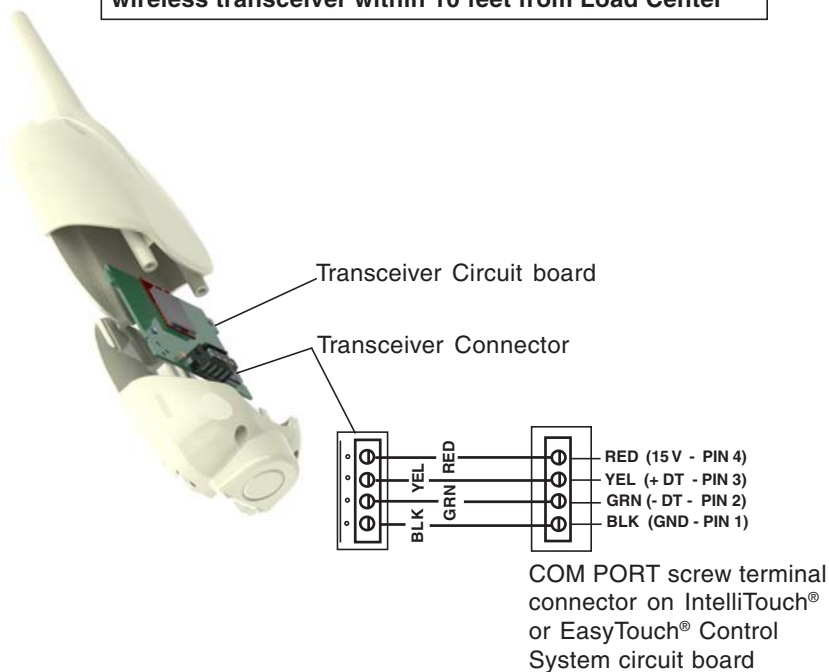 wireless transceiver within 10 feet from Load Center
Transceiver Circuit board
Transceiver Connector
RED
YEL
GRN
BLK
RED (15 V - PIN 4)
YEL (+ DT - PIN 3)
GRN (- DT - PIN 2)
BLK (GND - PIN 1)
COM PORT screw terminal
connector on IntelliTouch®
or EasyTouch® Control
System circuit board